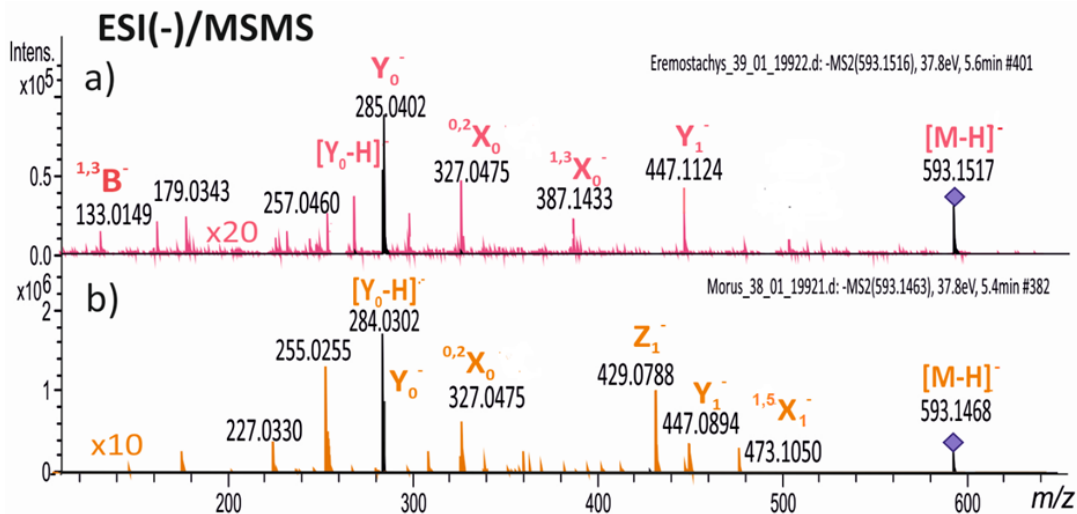 ESI(-)/MSMS
Intens.
x10⁵
a)
Eremostachys_39_01_19922.d: -MS2(593.1516), 37.8eV, 5.6min #401
Y₀⁻
285.0402
[Y₀-H]⁻
⁰,²X₀⁻
327.0475
¹,³X₀⁻
387.1433
Y₁⁻
447.1124
[M-H]⁻
593.1517
¹,³B⁻
133.0149
179.0343
x20
257.0460
0.5
0.0
x10⁶
b)
Morus_38_01_19921.d: -MS2(593.1463), 37.8eV, 5.4min #382
[Y₀-H]⁻
284.0302
255.0255
Y₀⁻
⁰,²X₀⁻
327.0475
Z₁⁻
429.0788
Y₁⁻
447.0894
¹,⁵X₁⁻
473.1050
[M-H]⁻
593.1468
227.0330
x10
2
1
0
200 300 400 500 600 m/z